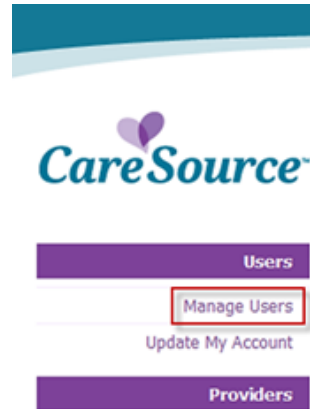 CareSource™
Users
Manage Users
Update My Account
Providers